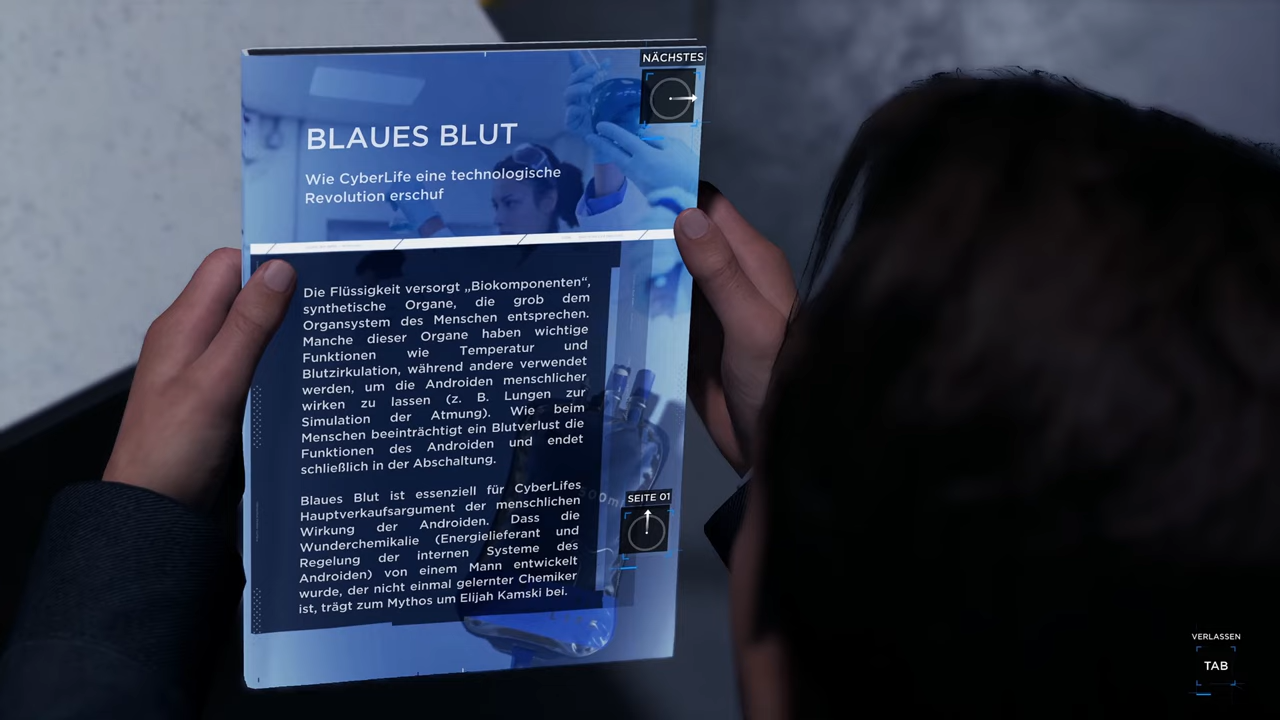 NÄCHSTES
BLAUES BLUT
Wie CyberLife eine technologische
Revolution erschuf
Die Flüssigkeit versorgt „Biokomponenten“,
synthetische Organe, die grob dem
Organsystem des Menschen entsprechen.
Manche dieser Organe haben wichtige
Funktionen wie Temperatur und
Blutzirkulation, während andere verwendet
werden, um die Androiden menschlicher
wirken zu lassen (z. B. Lungen zur
Simulation der Atmung). Wie beim
Menschen beeinträchtigt ein Blutverlust die
Funktionen des Androiden und endet
schließlich in der Abschaltung.
Blaues Blut ist essenziell für CyberLifes
Hauptverkaufsargument der menschlichen
Wirkung der Androiden. Dass die
Wunderchemikalie (Energielieferant und
Regelung der internen Systeme des
Androiden) von einem Mann entwickelt
wurde, der nicht einmal gelernter Chemiker
ist, trägt zum Mythos um Elijah Kamski bei.
SEITE 01
VERLASSEN
TAB